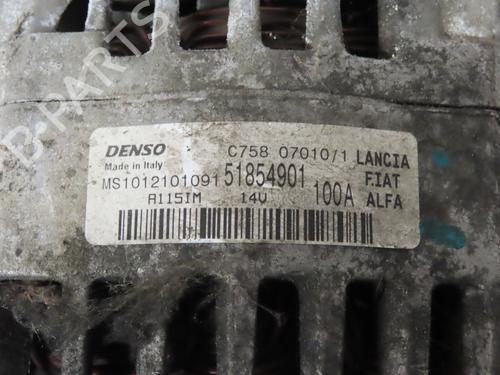 DENSO C758 07010/1 LANCIA
Made in Italy
MS1012101091 51854901 FIAT
A115IM 14V 100A ALFA
B-PARTS